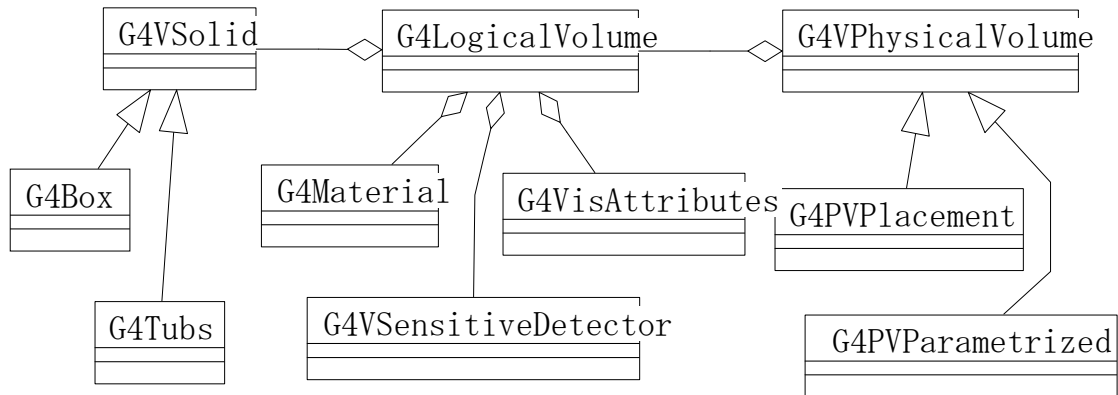 G4VSolid
G4LogicalVolume
G4VPhysicalVolume
G4Box
G4Material
G4VisAttributes
G4PVPlacement
G4Tubs
G4VSensitiveDetector
G4PVParametrized